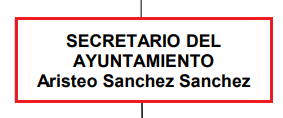 SECRETARIO DEL
AYUNTAMIENTO
Aristeo Sanchez Sanchez